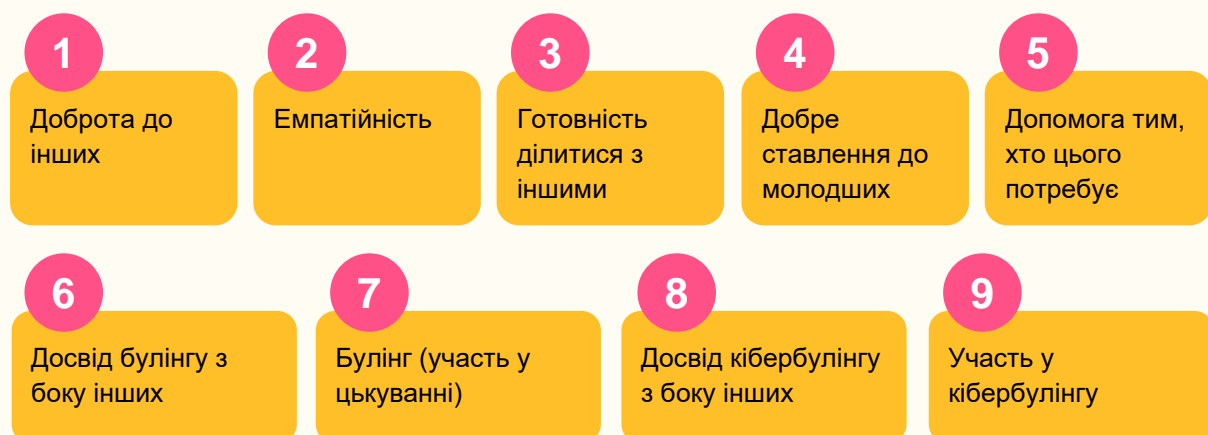 1
Доброта до
інших
2
Емпатійність
3
Готовність
ділитися з
іншими
4
Добре
ставлення до
молодших
5
Допомога тим,
хто цього
потребує
6
Досвід булінгу з
боку інших
7
Булінг (участь у
цькуванні)
8
Досвід кібербулінгу
з боку інших
9
Участь у
кібербулінгу